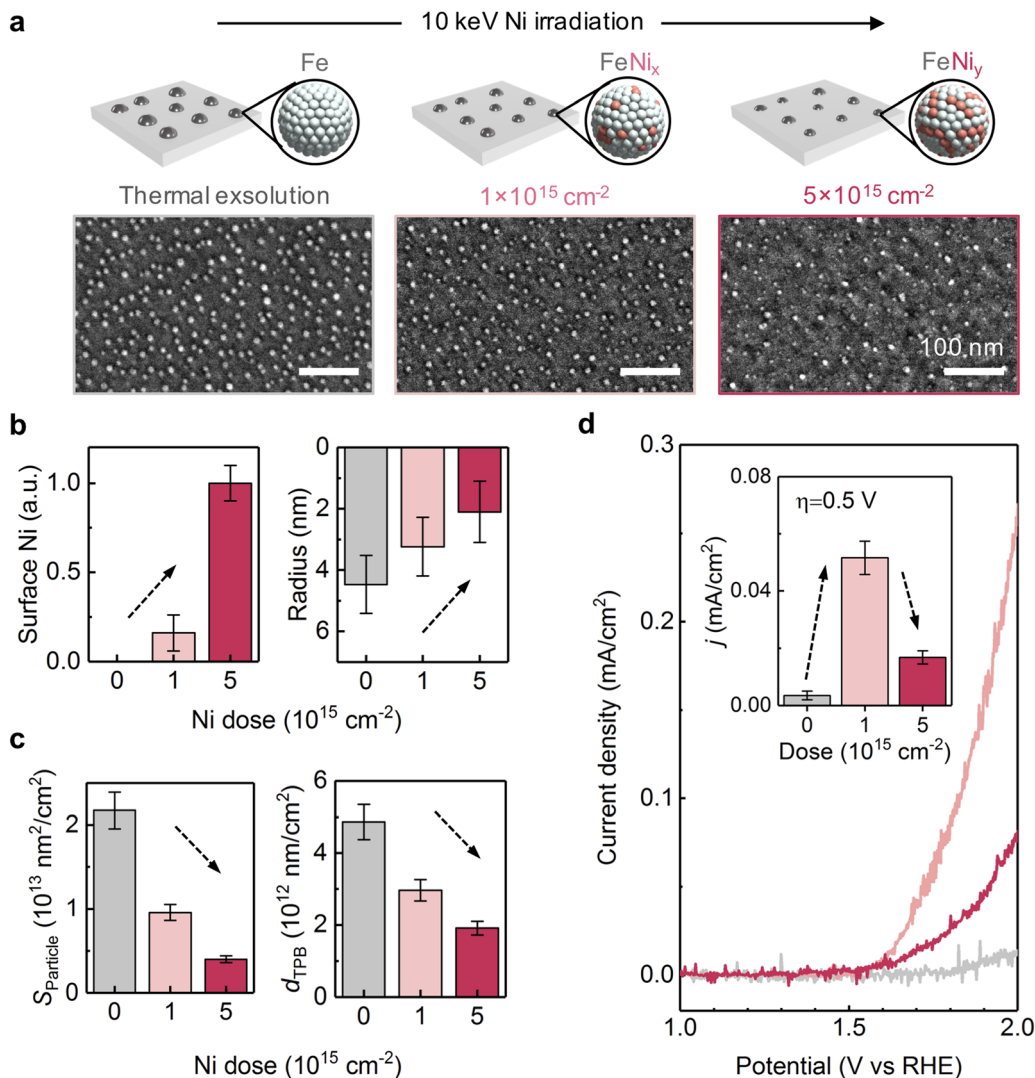 a
10 keV Ni irradiation
Fe
FeNiₓ
FeNiᵧ
Thermal exsolution
1×10¹⁵ cm⁻²
5×10¹⁵ cm⁻²
100 nm
b
Surface Ni (a.u.)
1.0
0.5
0.0
0 1 5
Radius (nm)
0
2
4
6
0 1 5
Ni dose (10¹⁵ cm⁻²)
c
S_Particle (10¹³ nm²/cm²)
2
1
0
0 1 5
d_TPB (10¹² nm/cm²)
6
4
2
0
0 1 5
Ni dose (10¹⁵ cm⁻²)
d
Current density (mA/cm²)
0.3
0.2
0.1
0.0
1.0 1.5 2.0
Potential (V vs RHE)
η=0.5 V
j (mA/cm²)
0.08
0.04
0.00
0 1 5
Dose (10¹⁵ cm⁻²)